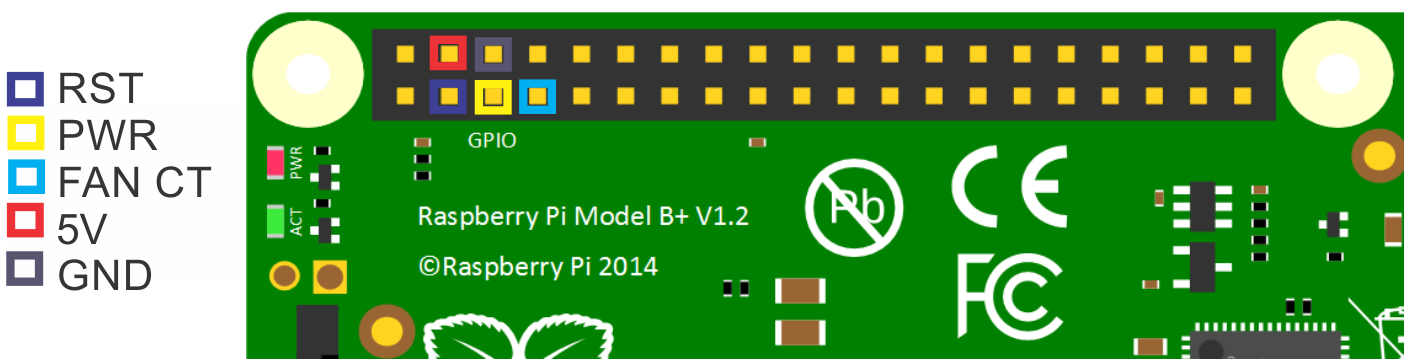 RST
PWR
FAN CT
5V
GND
GPIO
PWR
ACT
Raspberry Pi Model B+ V1.2
©Raspberry Pi 2014
Pb
CE
FC